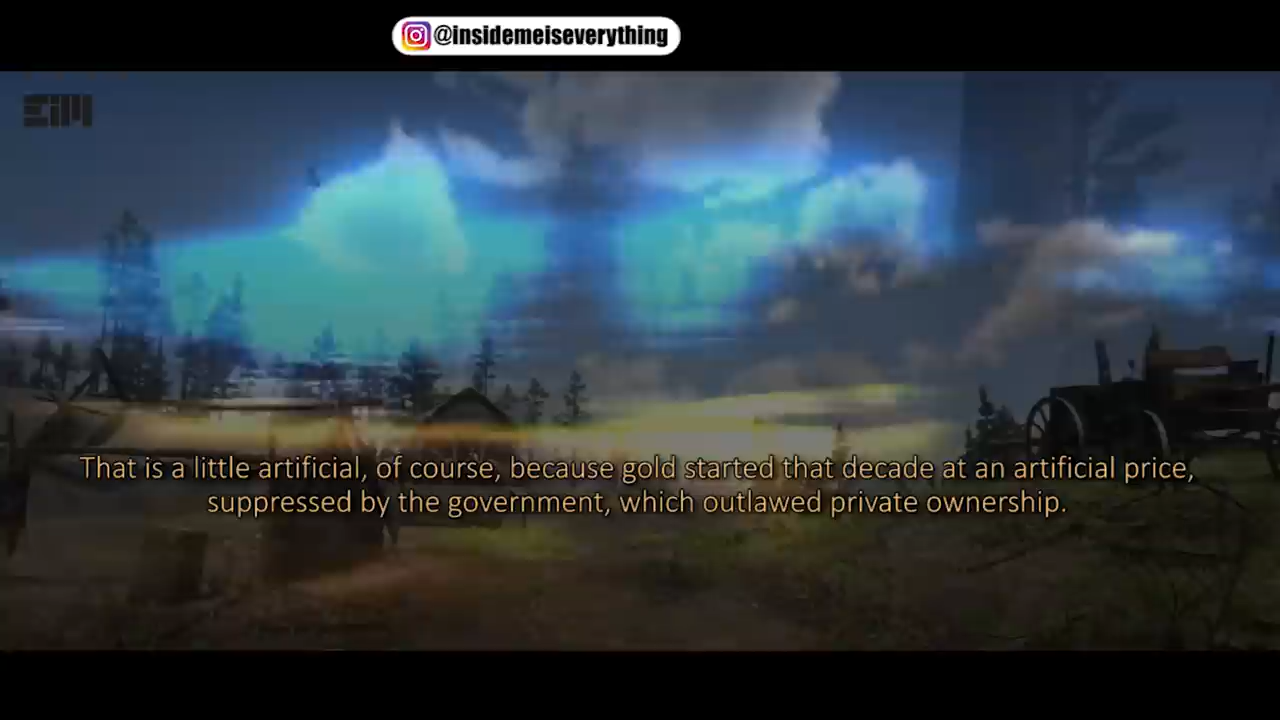 @insidemeiseverything
EiM
That is a little artificial, of course, because gold started that decade at an artificial price,
suppressed by the government, which outlawed private ownership.